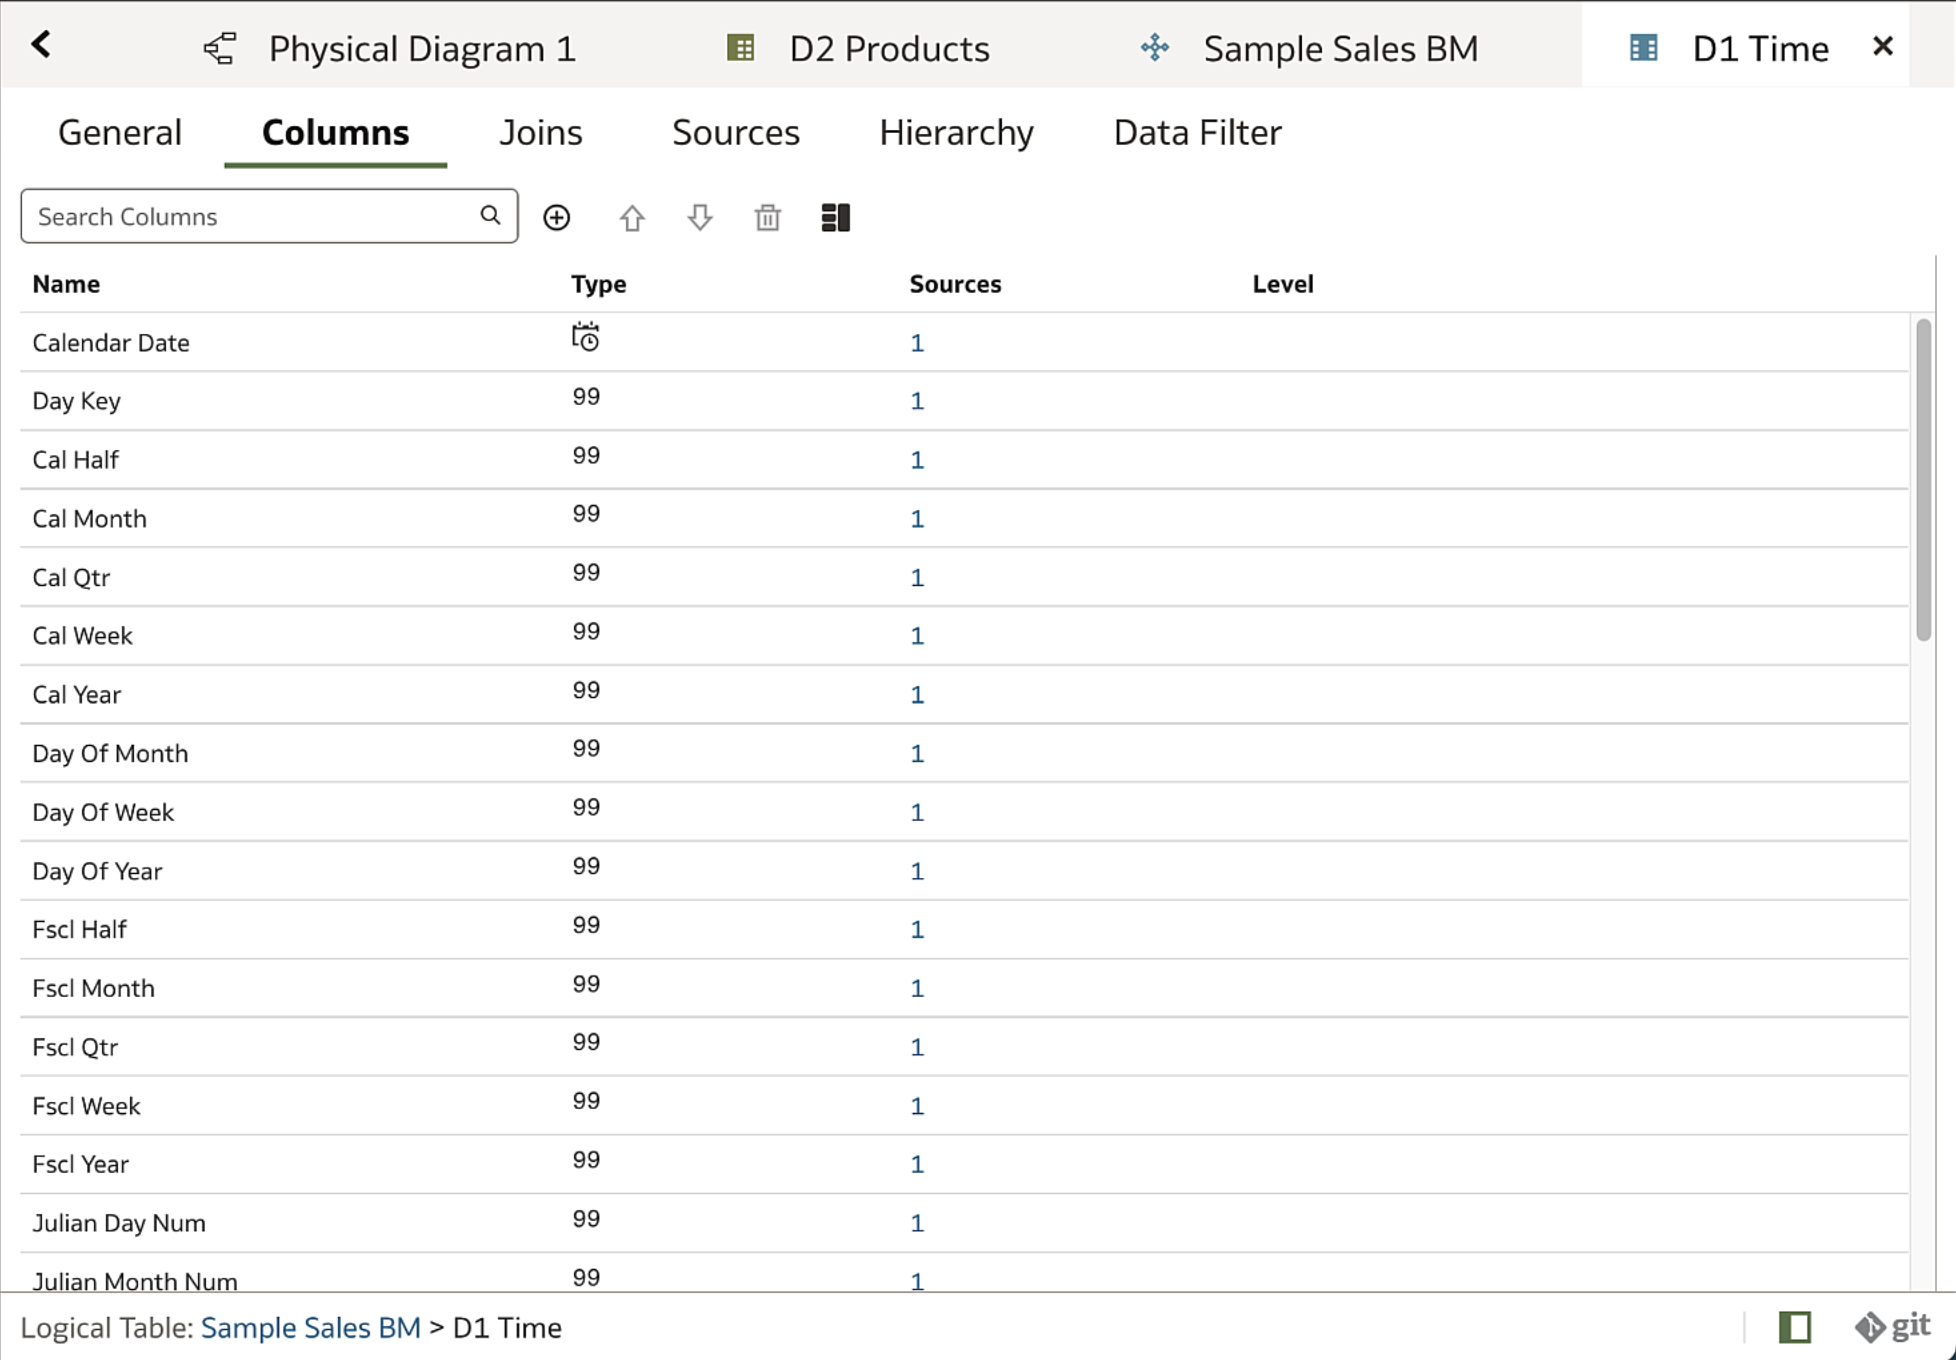 Physical Diagram 1 D2 Products Sample Sales BM D1 Time
General Columns Joins Sources Hierarchy Data Filter
Search Columns
Name Type Sources Level
Calendar Date 1
Day Key 99 1
Cal Half 99 1
Cal Month 99 1
Cal Qtr 99 1
Cal Week 99 1
Cal Year 99 1
Day Of Month 99 1
Day Of Week 99 1
Day Of Year 99 1
Fscl Half 99 1
Fscl Month 99 1
Fscl Qtr 99 1
Fscl Week 99 1
Fscl Year 99 1
Julian Day Num 99 1
Julian Month Num 99 1
Logical Table: Sample Sales BM > D1 Time git